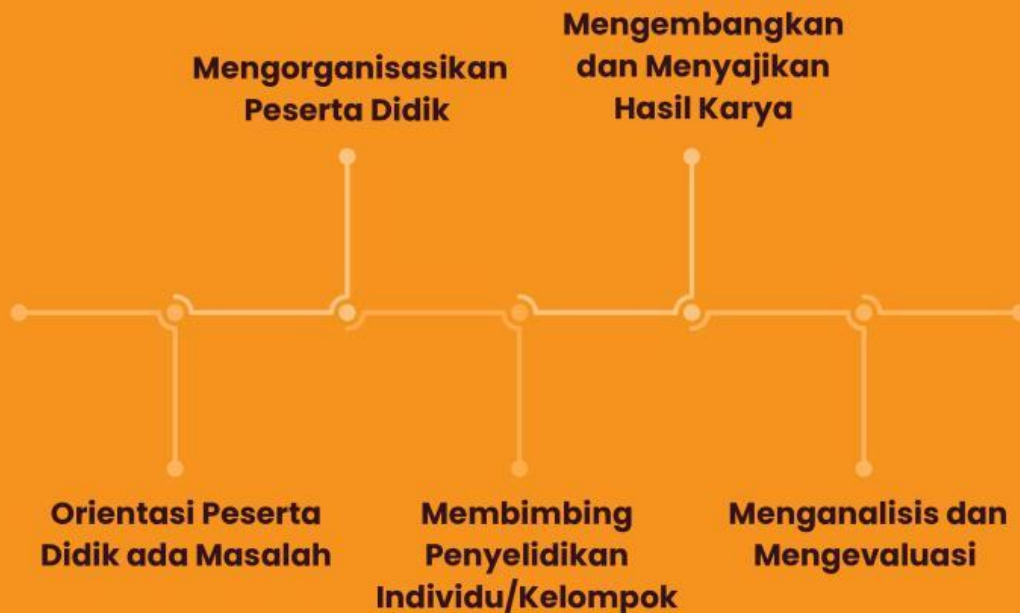 Mengorganisasikan
Peserta Didik
Mengembangkan
dan Menyajikan
Hasil Karya
Orientasi Peserta
Didik ada Masalah
Membimbing
Penyelidikan
Individu/Kelompok
Menganalisis dan
Mengevaluasi